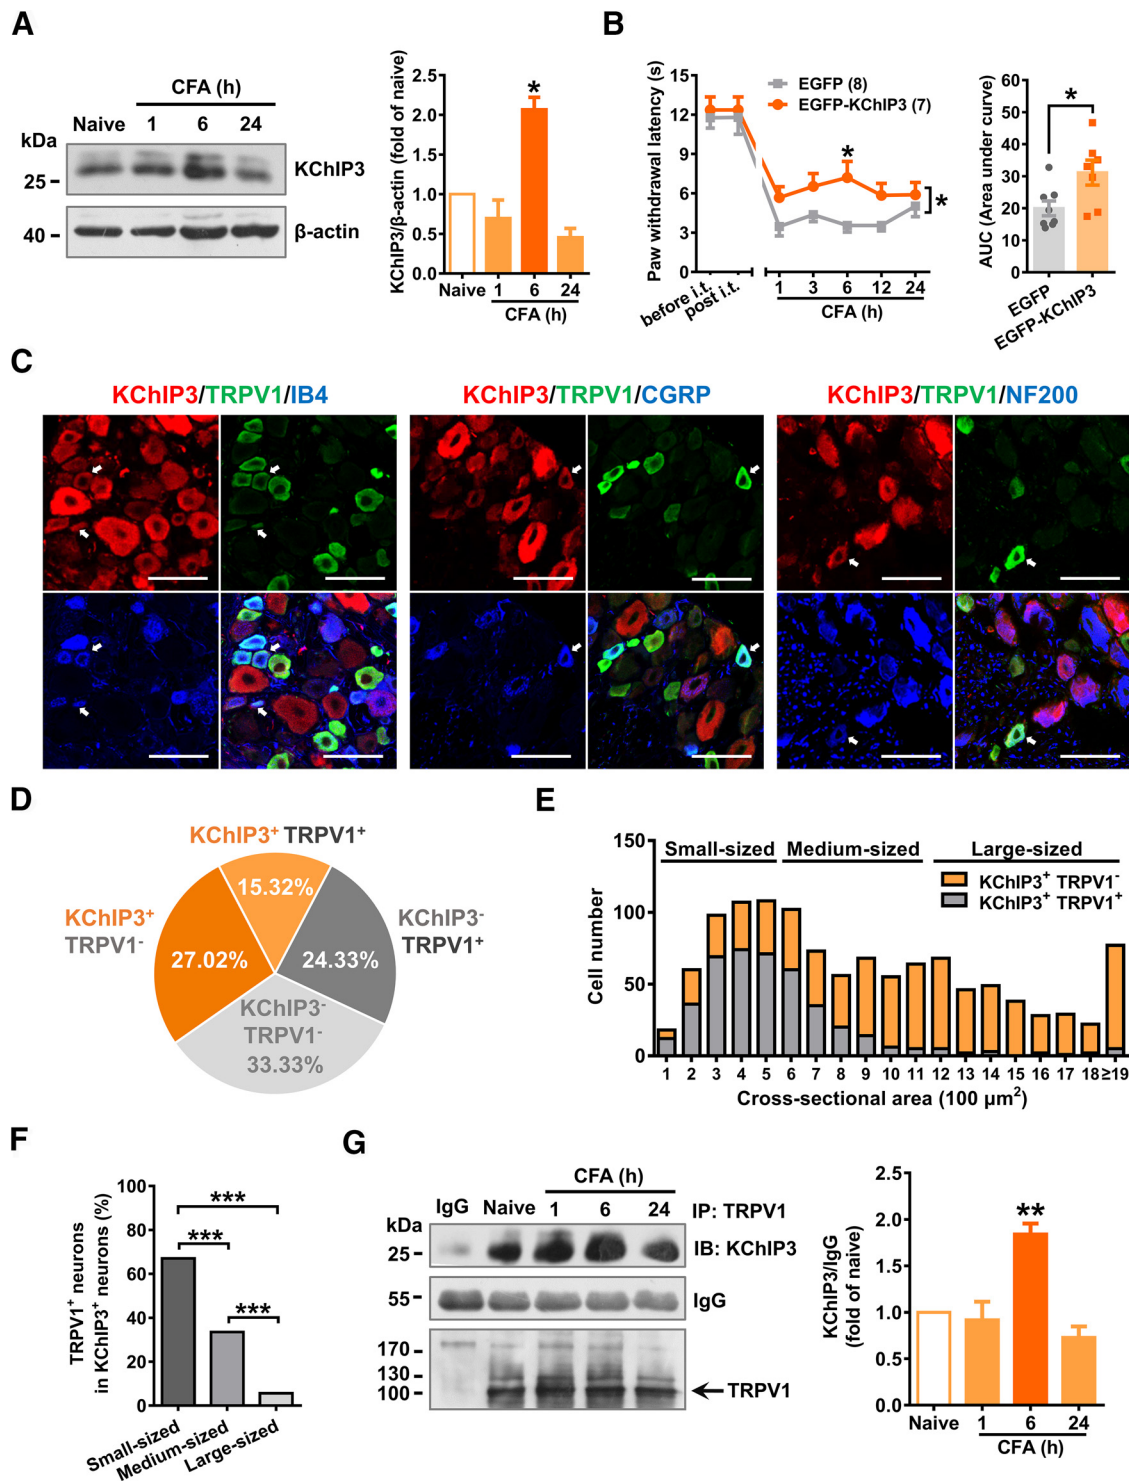 A
CFA (h)
Naive 1 6 24
kDa
25
KChIP3
40
β-actin
KChIP3/β-actin (fold of naive)
2.5
2.0
1.5
1.0
0.5
0.0
*
Naive 1 6 24
CFA (h)
B
Paw withdrawal latency (s)
15
12
9
6
3
0
EGFP (8)
EGFP-KChIP3 (7)
*
*
before i.t.
post i.t.
1 3 6 12 24
CFA (h)
AUC (Area under curve)
60
50
40
30
20
10
0
*
EGFP
EGFP-KChIP3
C
KChIP3/TRPV1/IB4
KChIP3/TRPV1/CGRP
KChIP3/TRPV1/NF200
D
KChIP3⁺ TRPV1⁺
15.32%
KChIP3⁺
TRPV1⁻
27.02%
KChIP3⁻
TRPV1⁺
24.33%
KChIP3⁻
TRPV1⁻
33.33%
E
Cell number
150
100
50
0
Small-sized Medium-sized Large-sized
KChIP3⁺ TRPV1⁻
KChIP3⁺ TRPV1⁺
1 2 3 4 5 6 7 8 9 10 11 12 13 14 15 16 17 18 ≥19
Cross-sectional area (100 μm²)
F
TRPV1⁺ neurons
in KChIP3⁺ neurons (%)
100
80
60
40
20
0
***
***
***
Small-sized
Medium-sized
Large-sized
G
CFA (h)
IgG Naive 1 6 24 IP: TRPV1
kDa
25
IB: KChIP3
55
IgG
170
130
100
TRPV1
KChIP3/IgG
(fold of naive)
2.5
2.0
1.5
1.0
0.5
0.0
**
Naive 1 6 24
CFA (h)